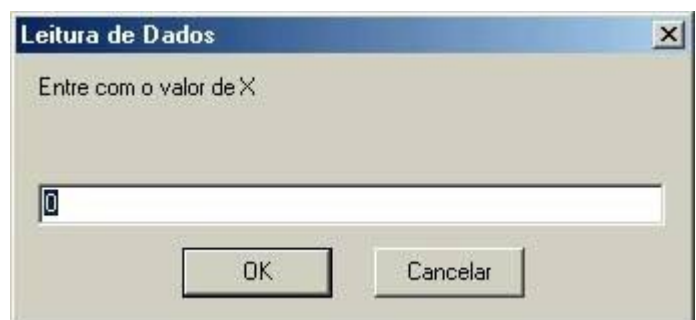 Leitura de Dados
Entre com o valor de X
0
OK
Cancelar